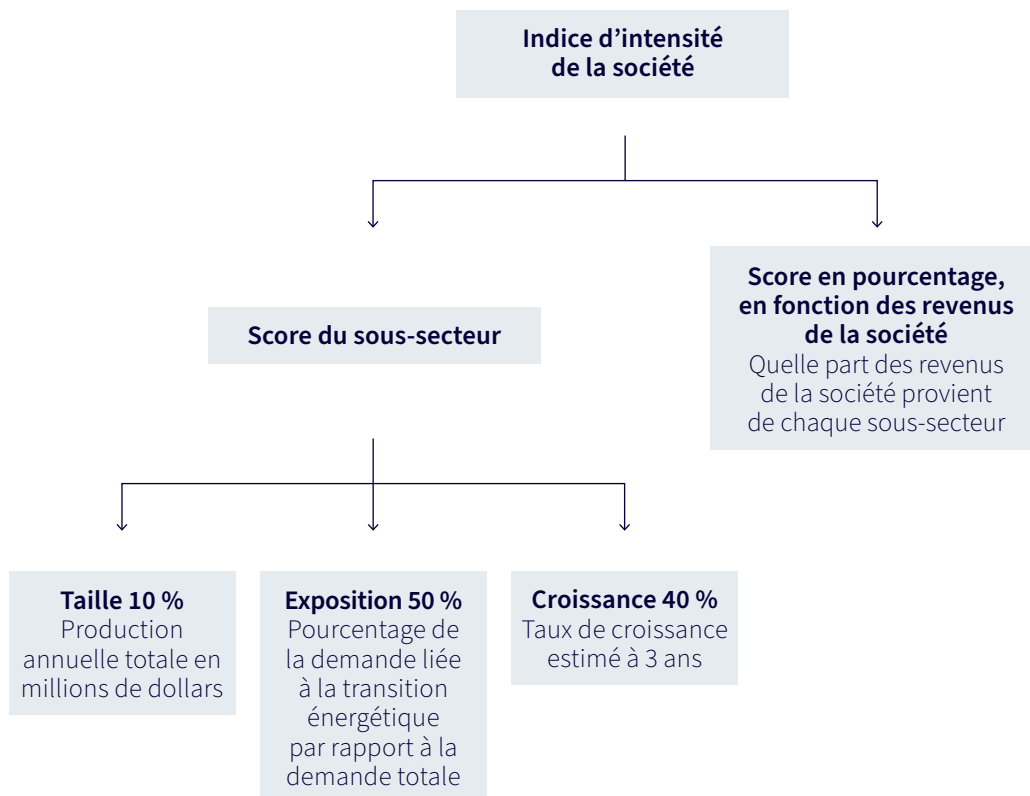 Indice d’intensité
de la société
Score du sous-secteur
Score en pourcentage,
en fonction des revenus
de la société
Quelle part des revenus
de la société provient
de chaque sous-secteur
Taille 10 %
Production
annuelle totale en
millions de dollars
Exposition 50 %
Pourcentage de
la demande liée
à la transition
énergétique
par rapport à la
demande totale
Croissance 40 %
Taux de croissance
estimé à 3 ans